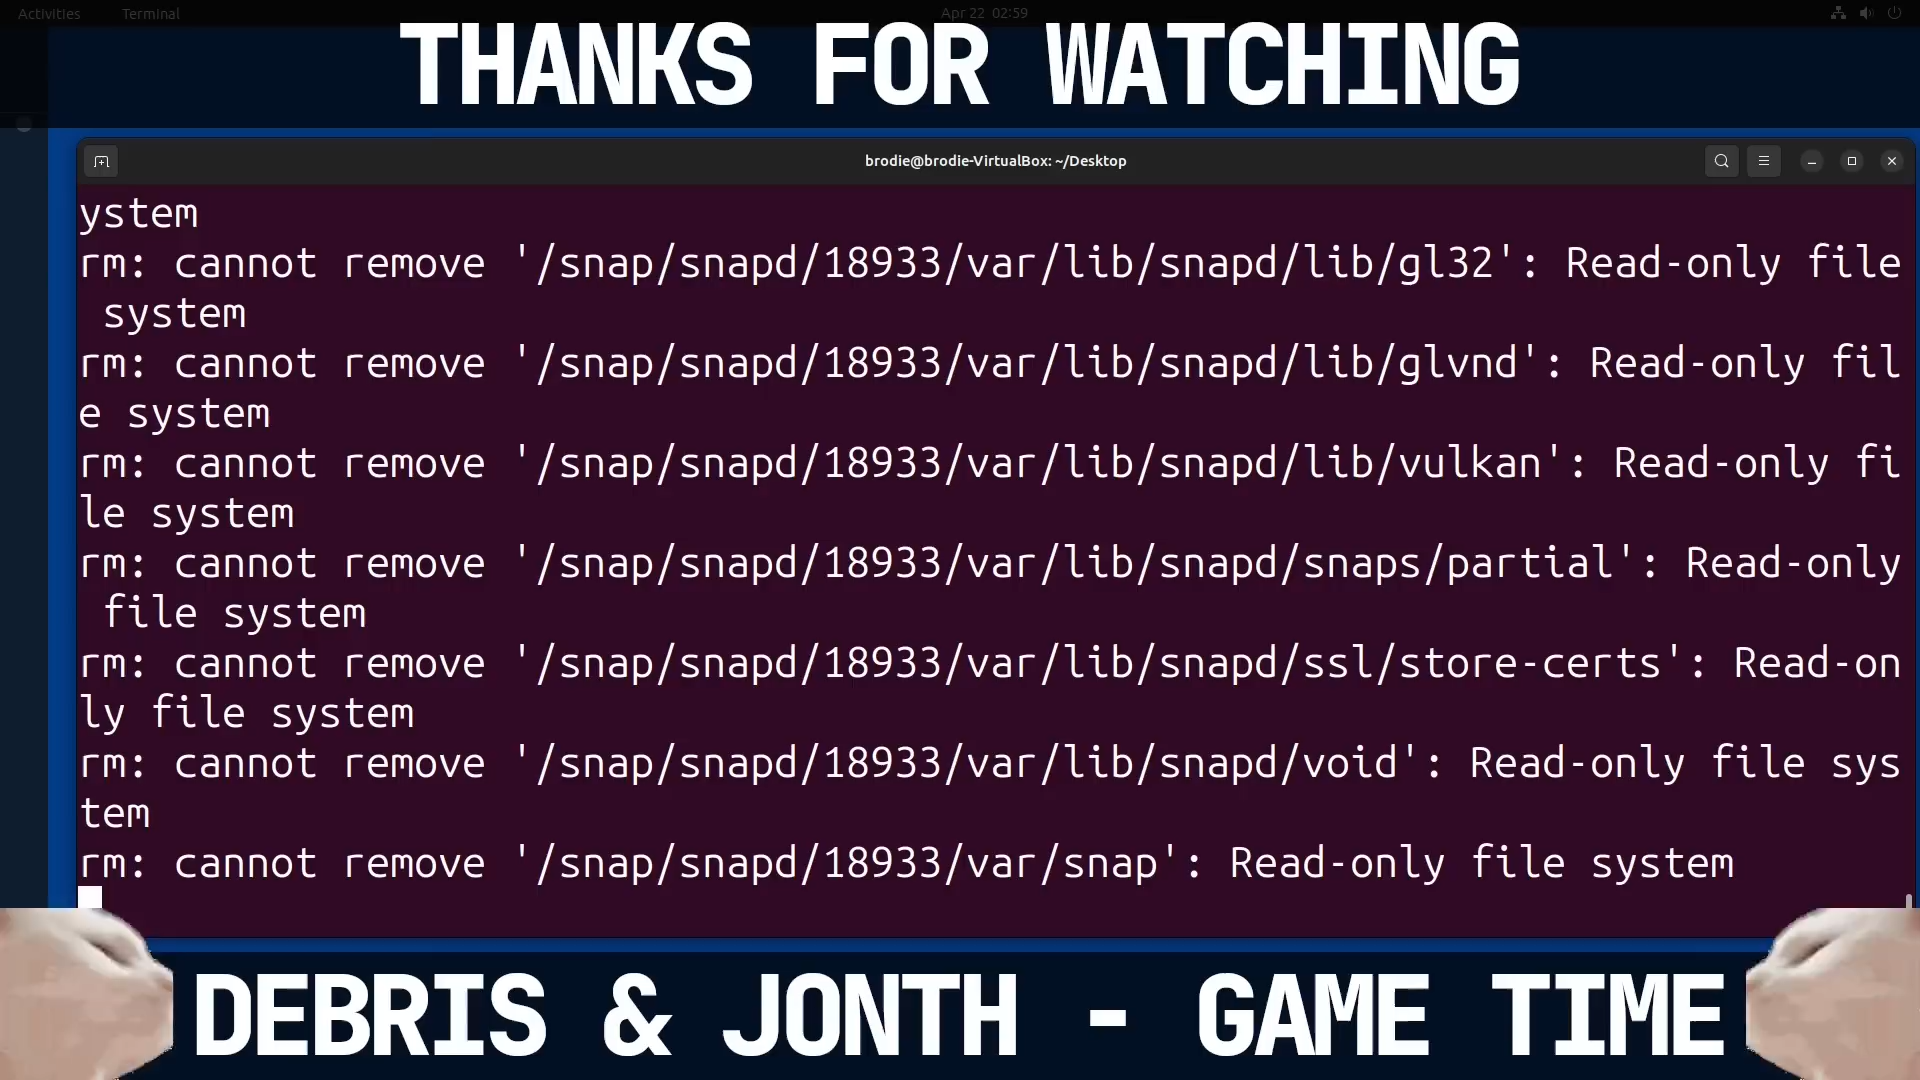 Activities Terminal Apr 22 02:59
THANKS FOR WATCHING
brodie@brodie-VirtualBox: ~/Desktop
ystem
rm: cannot remove '/snap/snapd/18933/var/lib/snapd/lib/gl32': Read-only file
 system
rm: cannot remove '/snap/snapd/18933/var/lib/snapd/lib/glvnd': Read-only fil
e system
rm: cannot remove '/snap/snapd/18933/var/lib/snapd/lib/vulkan': Read-only fi
le system
rm: cannot remove '/snap/snapd/18933/var/lib/snapd/snaps/partial': Read-only
 file system
rm: cannot remove '/snap/snapd/18933/var/lib/snapd/ssl/store-certs': Read-on
ly file system
rm: cannot remove '/snap/snapd/18933/var/lib/snapd/void': Read-only file sys
tem
rm: cannot remove '/snap/snapd/18933/var/snap': Read-only file system
DEBRIS & JONTH - GAME TIME